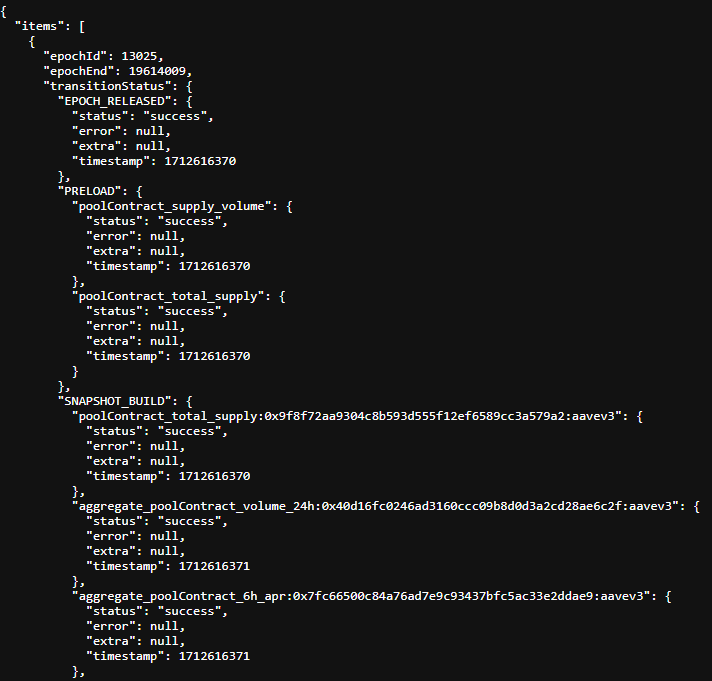 {
  "items": [
    {
      "epochId": 13025,
      "epochEnd": 19614009,
      "transitionStatus": {
        "EPOCH_RELEASED": {
          "status": "success",
          "error": null,
          "extra": null,
          "timestamp": 1712616370
        },
        "PRELOAD": {
          "poolContract_supply_volume": {
            "status": "success",
            "error": null,
            "extra": null,
            "timestamp": 1712616370
          },
          "poolContract_total_supply": {
            "status": "success",
            "error": null,
            "extra": null,
            "timestamp": 1712616370
          }
        },
        "SNAPSHOT_BUILD": {
          "poolContract_total_supply:0x9f8f72aa9304c8b593d555f12ef6589cc3a579a2:aavev3": {
            "status": "success",
            "error": null,
            "extra": null,
            "timestamp": 1712616370
          },
          "aggregate_poolContract_volume_24h:0x40d16fc0246ad3160ccc09b8d0d3a2cd28ae6c2f:aavev3": {
            "status": "success",
            "error": null,
            "extra": null,
            "timestamp": 1712616371
          },
          "aggregate_poolContract_6h_apr:0x7fc66500c84a76ad7e9c93437bfc5ac33e2ddae9:aavev3": {
            "status": "success",
            "error": null,
            "extra": null,
            "timestamp": 1712616371
          },